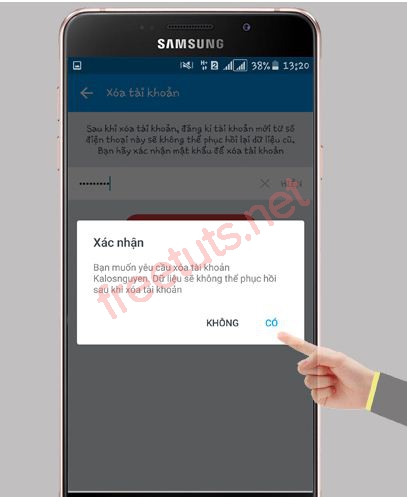 SAMSUNG
38% 13:20
Xóa tài khoản
Sau khi xóa tài khoản, đăng kí tài khoản mới từ số
điện thoại này sẽ không thể phục hồi lại dữ liệu cũ.
Bạn hãy xác nhận mật khẩu để xóa tài khoản
HIỆN
Xác nhận
Bạn muốn yêu cầu xóa tài khoản
Kalosnguyen. Dữ liệu sẽ không thể phục hồi
sau khi xóa tài khoản
KHÔNG CÓ
freetuts.net